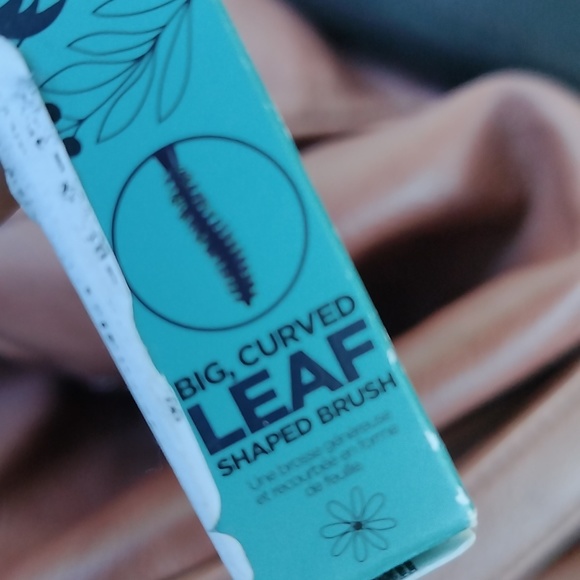 BIG, CURVED
LEAF
SHAPED BRUSH
Une brosse généreuse
et recourbée en forme
de feuille